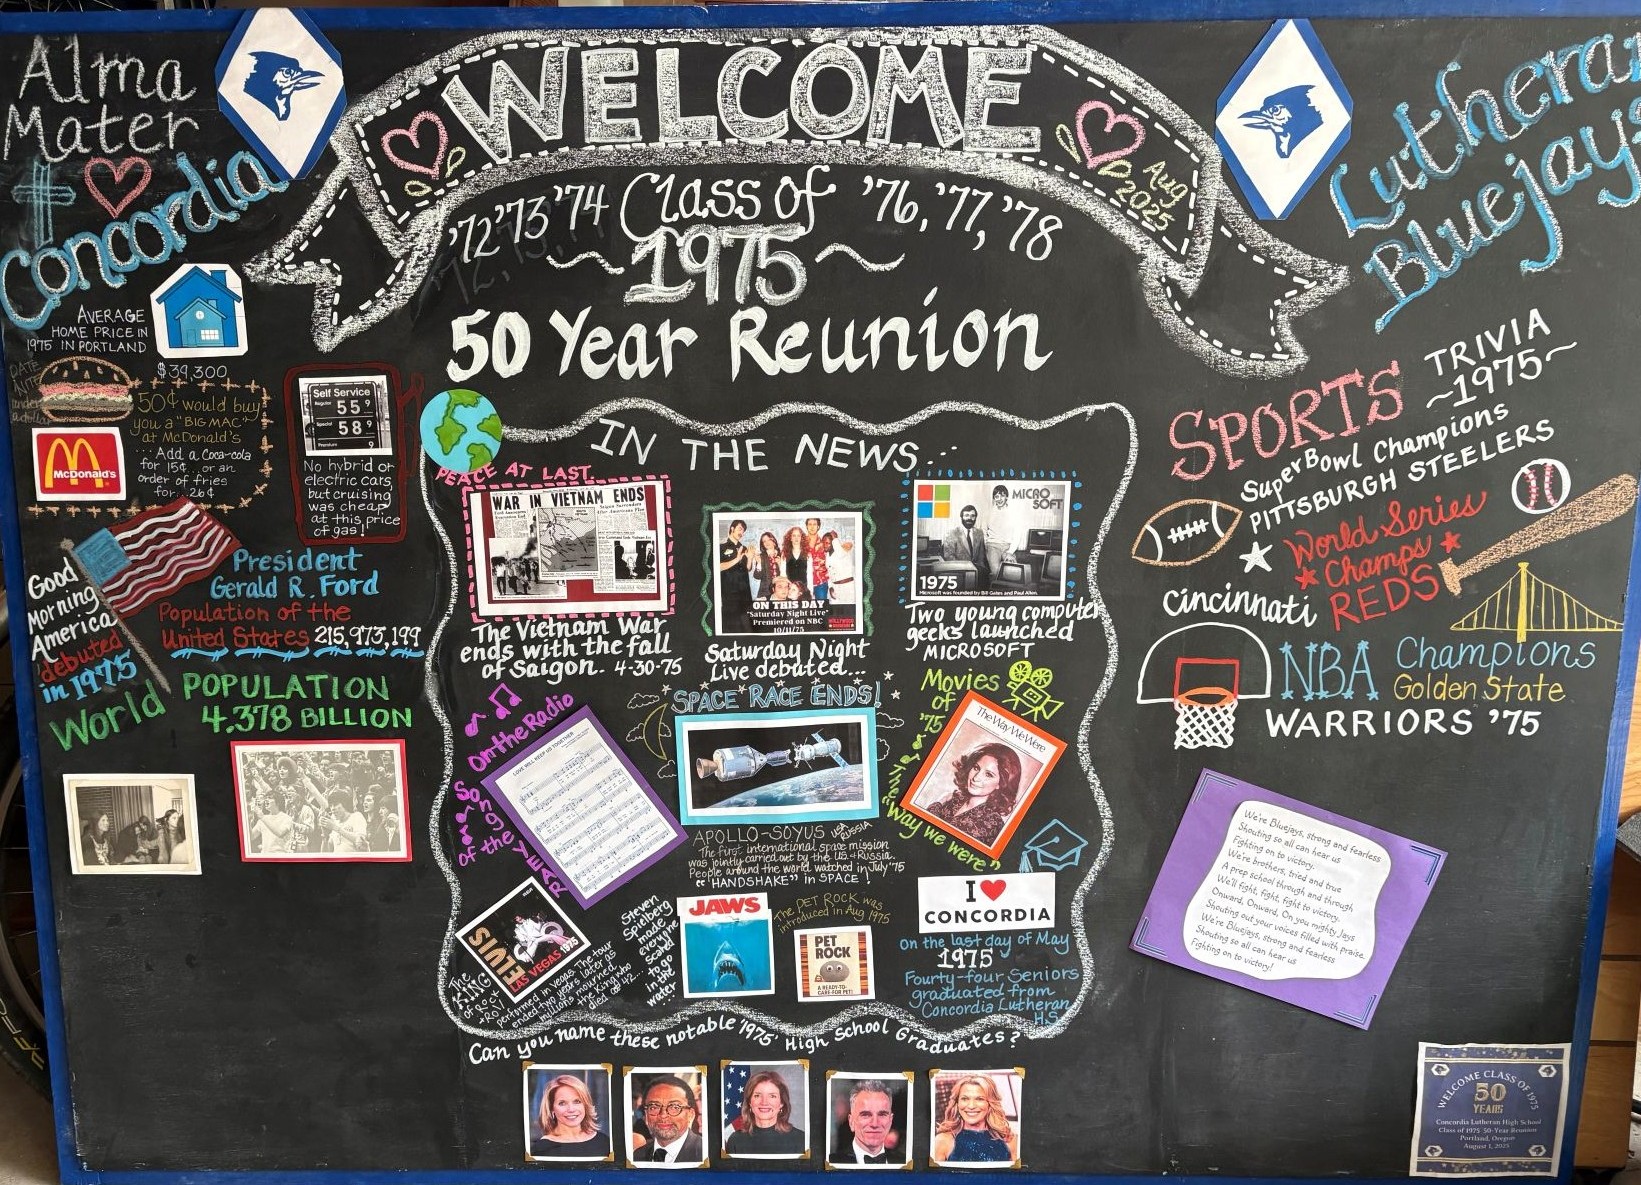 Alma
Mater
Concordia
WELCOME
Aug
2025
'72 '73 '74 Class of '76, '77, '78
~1975~
50 Year Reunion
Lutheran
Bluejays
AVERAGE
HOME PRICE IN
1975 IN PORTLAND
$39,300
50¢ would buy
you a "BIG MAC"
at McDonald's
...Add a Coca-cola
for 15¢...or an
order of fries
for...26¢
McDonald's
Self Service
Regular 55 9
Special 58 9
Premium 9
No hybrid or
electric cars,
but cruising
was cheap
at this price
of gas!
Good
Morning
America
debuted
in 1975
President
Gerald R. Ford
Population of the
United States 215,973,199
World POPULATION
4.378 BILLION
IN THE NEWS...
PEACE AT LAST
WAR IN VIETNAM ENDS
The Vietnam War
ends with the fall
of Saigon. 4-30-75
ON THIS DAY
"Saturday Night Live"
Premiered on NBC
10/11/75
Saturday Night
Live debuted...
MICRO
SOFT
1975
Microsoft was founded by Bill Gates and Paul Allen.
Two young computer
geeks launched
MICROSOFT
On the Radio
Song of the YEAR
LOVE WILL KEEP US TOGETHER
SPACE RACE ENDS!
APOLLO-SOYUS USA RUSSIA
The first international space mission
was jointly carried out by the U.S. & Russia.
People around the world watched in July '75
"HANDSHAKE" in SPACE!
Movies
of
'75
The Way We Were
The "Way we were"
ELVIS
LAS VEGAS 1975
The
KING
of Rock
+ Roll
performed in Vegas. The tour
ended two years later as
millions mourned
the King who
died at 42...
Steven
Spielberg
made
everyone
scared
to go
in the
water
JAWS
The PET ROCK was
introduced in Aug 1975
PET
ROCK
A READY-TO-
CARE-FOR PET!
I ♥
CONCORDIA
on the last day of May
1975
Fourty-four Seniors
graduated from
Concordia Lutheran
H.S.
Can you name these notable 1975' High School Graduates?
SPORTS TRIVIA
~1975~
SuperBowl Champions
PITTSBURGH STEELERS
World Series
Champs
Cincinnati REDS
NBA Champions
Golden State
WARRIORS '75
We're Bluejays, strong and fearless
Shouting so all can hear us
Fighting on to victory.
We're brothers, tried and true
A prep school through and through
We'll fight, fight, fight to victory.
Onward, Onward, On you mighty Jays
Shouting out your voices filled with praise.
We're Bluejays, strong and fearless
Shouting so all can hear us
Fighting on to victory!
WELCOME CLASS OF 1975
50
YEARS
Concordia Lutheran High School
Class of 1975 50-Year Reunion
Portland, Oregon
August 1, 2025